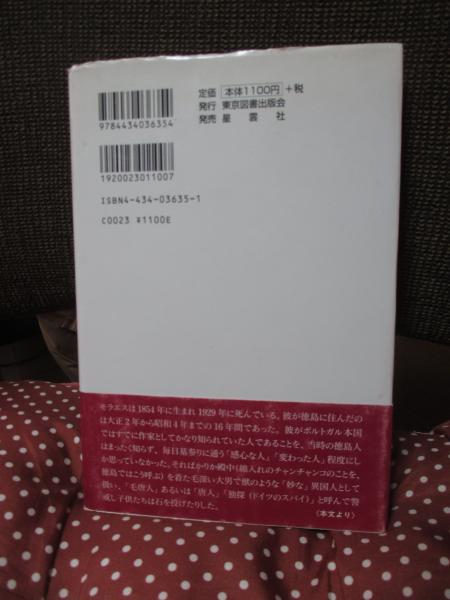 9784434036354
1920023011007
ISBN4-434-03635-1
C0023 ¥1100E
定価 本体1100円 +税
発行 東京図書出版会
発売 星雲社
モラエスは1854年に生まれ1929年に死んでいる。彼が徳島に住んだの
は大正2年から昭和4年までの16年間であった。彼がポルトガル本国
ではすでに作家としてかなり知られていた人であることを、当時の徳島人
はまったく知らず、毎日墓参りに通う「感心な人」「変わった人」程度にし
か思っていなかった。そればかりか殿中(綿入れのチャンチャンコのことを、
徳島ではこう呼ぶ)を着た毛深い大男で獣のような「妙な」異国人として
扱い、「毛唐人」あるいは「唐人」「独探(ドイツのスパイ)」と呼んで警
戒し子供たちは石を投げたりした。
(本文より)